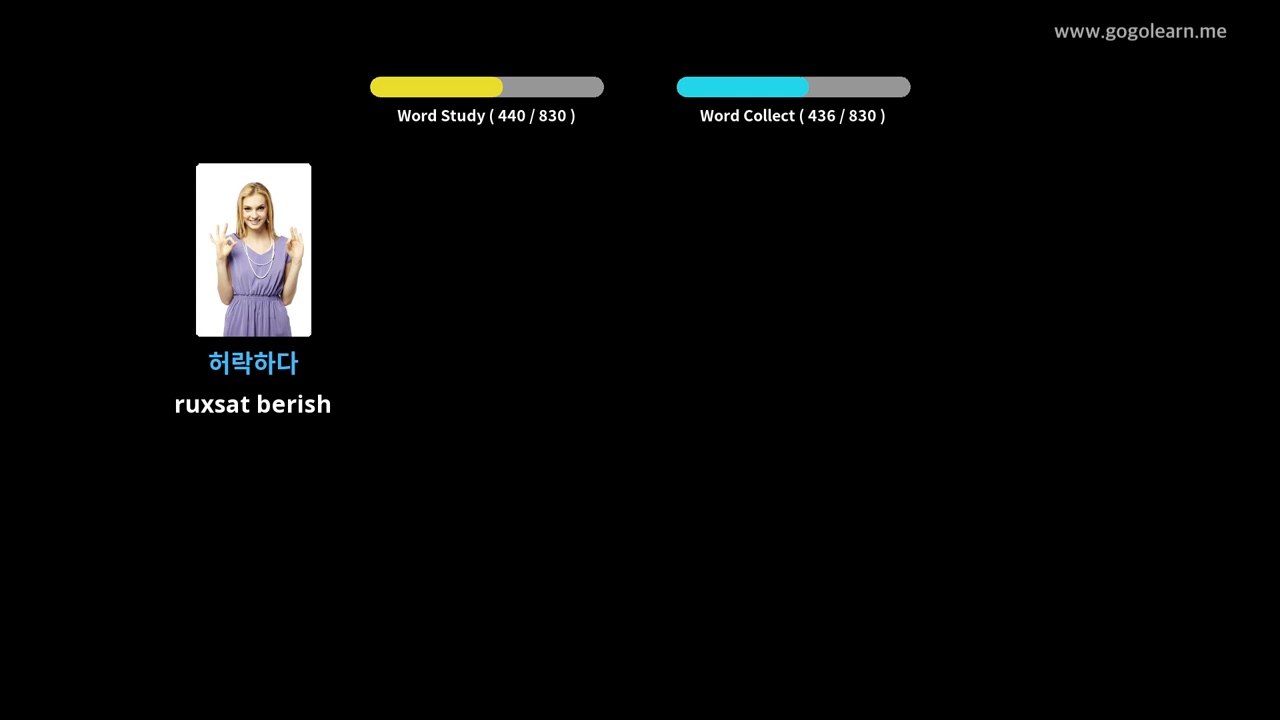 www.gogolearn.me
Word Study ( 440 / 830 )
Word Collect ( 436 / 830 )
허락하다
ruxsat berish